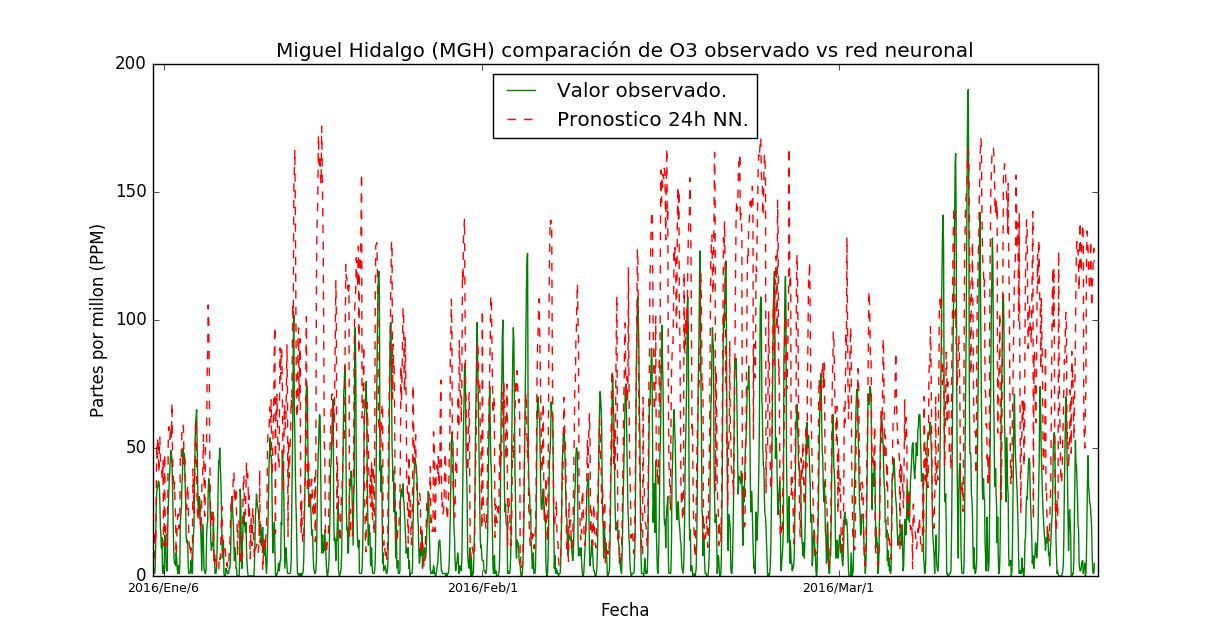 Miguel Hidalgo (MGH) comparación de O3 observado vs red neuronal
200
Valor observado.
Pronostico 24h NN.
150
Partes por millon (PPM)
100
50
0
2016/Ene/6
2016/Feb/1
2016/Mar/1
Fecha